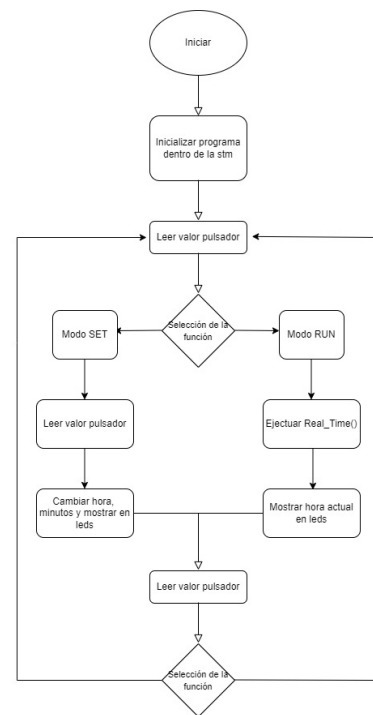 Iniciar
Inicializar programa
dentro de la stm
Leer valor pulsador
Selección de la
función
Modo SET
Modo RUN
Leer valor pulsador
Ejectuar Real_Time()
Cambiar hora,
minutos y mostrar en
leds
Mostrar hora actual
en leds
Leer valor pulsador
Selección de la
función